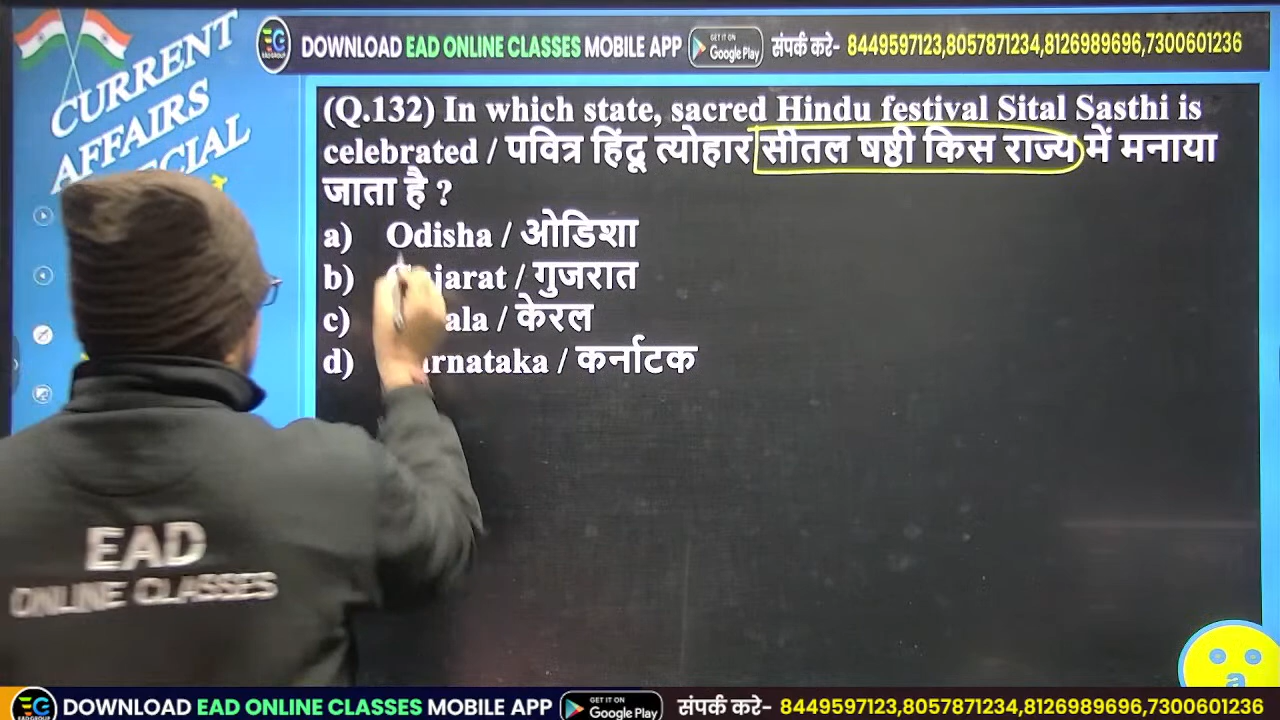 CURRENT
AFFAIRS
DOWNLOAD EAD ONLINE CLASSES MOBILE APP GET IT ON Google Play संपर्क करे- 8449597123,8057871234,8126989696,7300601236
(Q.132) In which state, sacred Hindu festival Sital Sasthi is
celebrated / पवित्र हिंदू त्योहार सीतल षष्ठी किस राज्य में मनाया
जाता है ?
a) Odisha / ओडिशा
b) / गुजरात
c) / केरल
d) / कर्नाटक
EAD
ONLINE CLASSES
a
DOWNLOAD EAD ONLINE CLASSES MOBILE APP GET IT ON Google Play संपर्क करे- 8449597123,8057871234,8126989696,7300601236